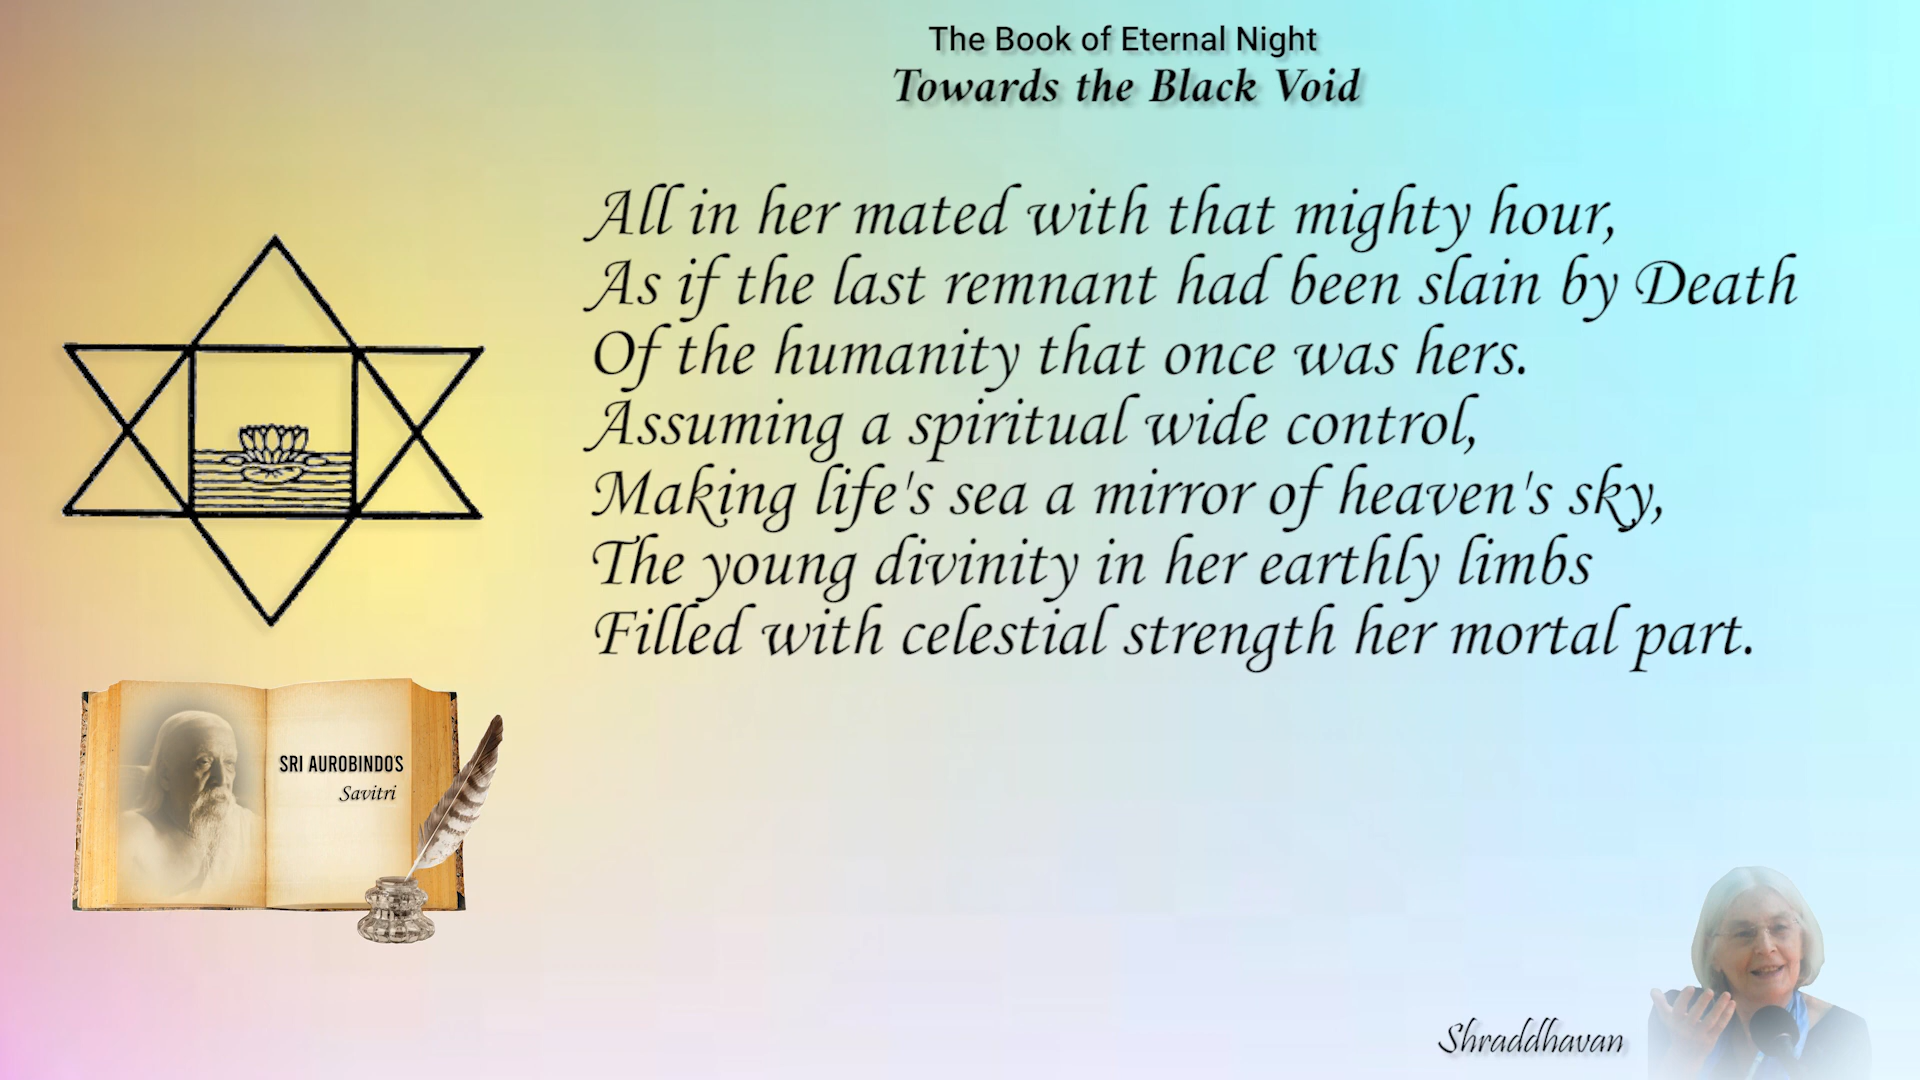 The Book of Eternal Night
Towards the Black Void
All in her mated with that mighty hour,
As if the last remnant had been slain by Death
Of the humanity that once was hers.
Assuming a spiritual wide control,
Making life's sea a mirror of heaven's sky,
The young divinity in her earthly limbs
Filled with celestial strength her mortal part.
SRI AUROBINDO'S
Savitri
Shraddhavan